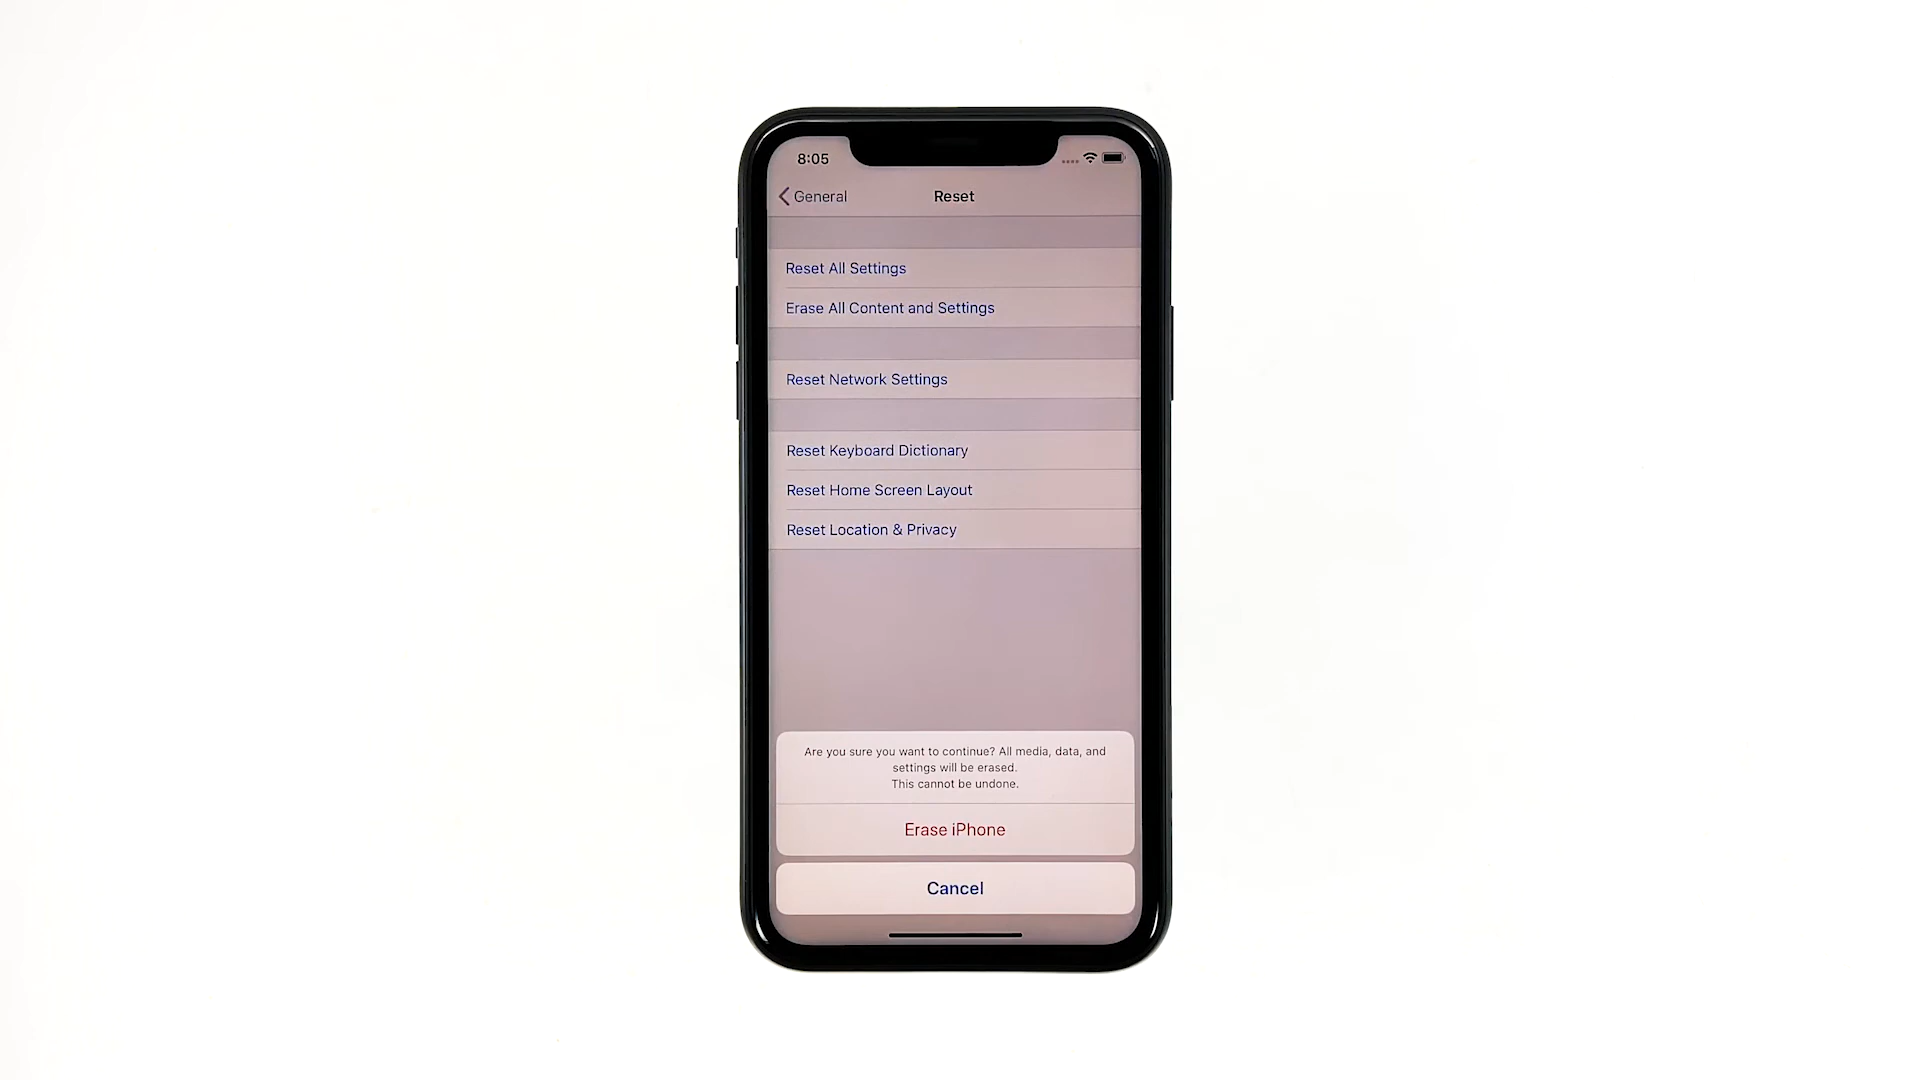 8:05
General
Reset
Reset All Settings
Erase All Content and Settings
Reset Network Settings
Reset Keyboard Dictionary
Reset Home Screen Layout
Reset Location & Privacy
Are you sure you want to continue? All media, data, and
settings will be erased.
This cannot be undone.
Erase iPhone
Cancel